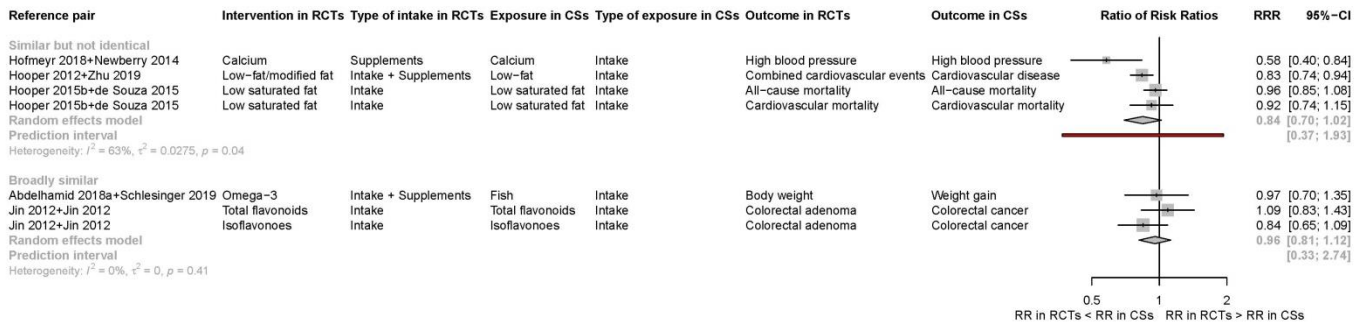 Reference pair Intervention in RCTs Type of intake in RCTs Exposure in CSs Type of exposure in CSs Outcome in RCTs Outcome in CSs Ratio of Risk Ratios RRR 95%-CI
Similar but not identical
Hofmeyr 2018+Newberry 2014 Calcium Supplements Calcium Intake High blood pressure High blood pressure 0.58 [0.40; 0.84]
Hooper 2012+Zhu 2019 Low-fat/modified fat Intake + Supplements Low-fat Intake Combined cardiovascular events Cardiovascular disease 0.83 [0.74; 0.94]
Hooper 2015b+de Souza 2015 Low saturated fat Intake Low saturated fat Intake All-cause mortality All-cause mortality 0.96 [0.85; 1.08]
Hooper 2015b+de Souza 2015 Low saturated fat Intake Low saturated fat Intake Cardiovascular mortality Cardiovascular mortality 0.92 [0.74; 1.15]
Random effects model 0.84 [0.70; 1.02]
Prediction interval [0.37; 1.93]
Heterogeneity: I² = 63%, τ² = 0.0275, p = 0.04
Broadly similar
Abdelhamid 2018a+Schlesinger 2019 Omega-3 Intake + Supplements Fish Intake Body weight Weight gain 0.97 [0.70; 1.35]
Jin 2012+Jin 2012 Total flavonoids Intake Total flavonoids Intake Colorectal adenoma Colorectal cancer 1.09 [0.83; 1.43]
Jin 2012+Jin 2012 Isoflavonoes Intake Isoflavonoes Intake Colorectal adenoma Colorectal cancer 0.84 [0.65; 1.09]
Random effects model 0.96 [0.81; 1.12]
Prediction interval [0.33; 2.74]
Heterogeneity: I² = 0%, τ² = 0, p = 0.41
0.5 1 2
RR in RCTs < RR in CSs RR in RCTs > RR in CSs